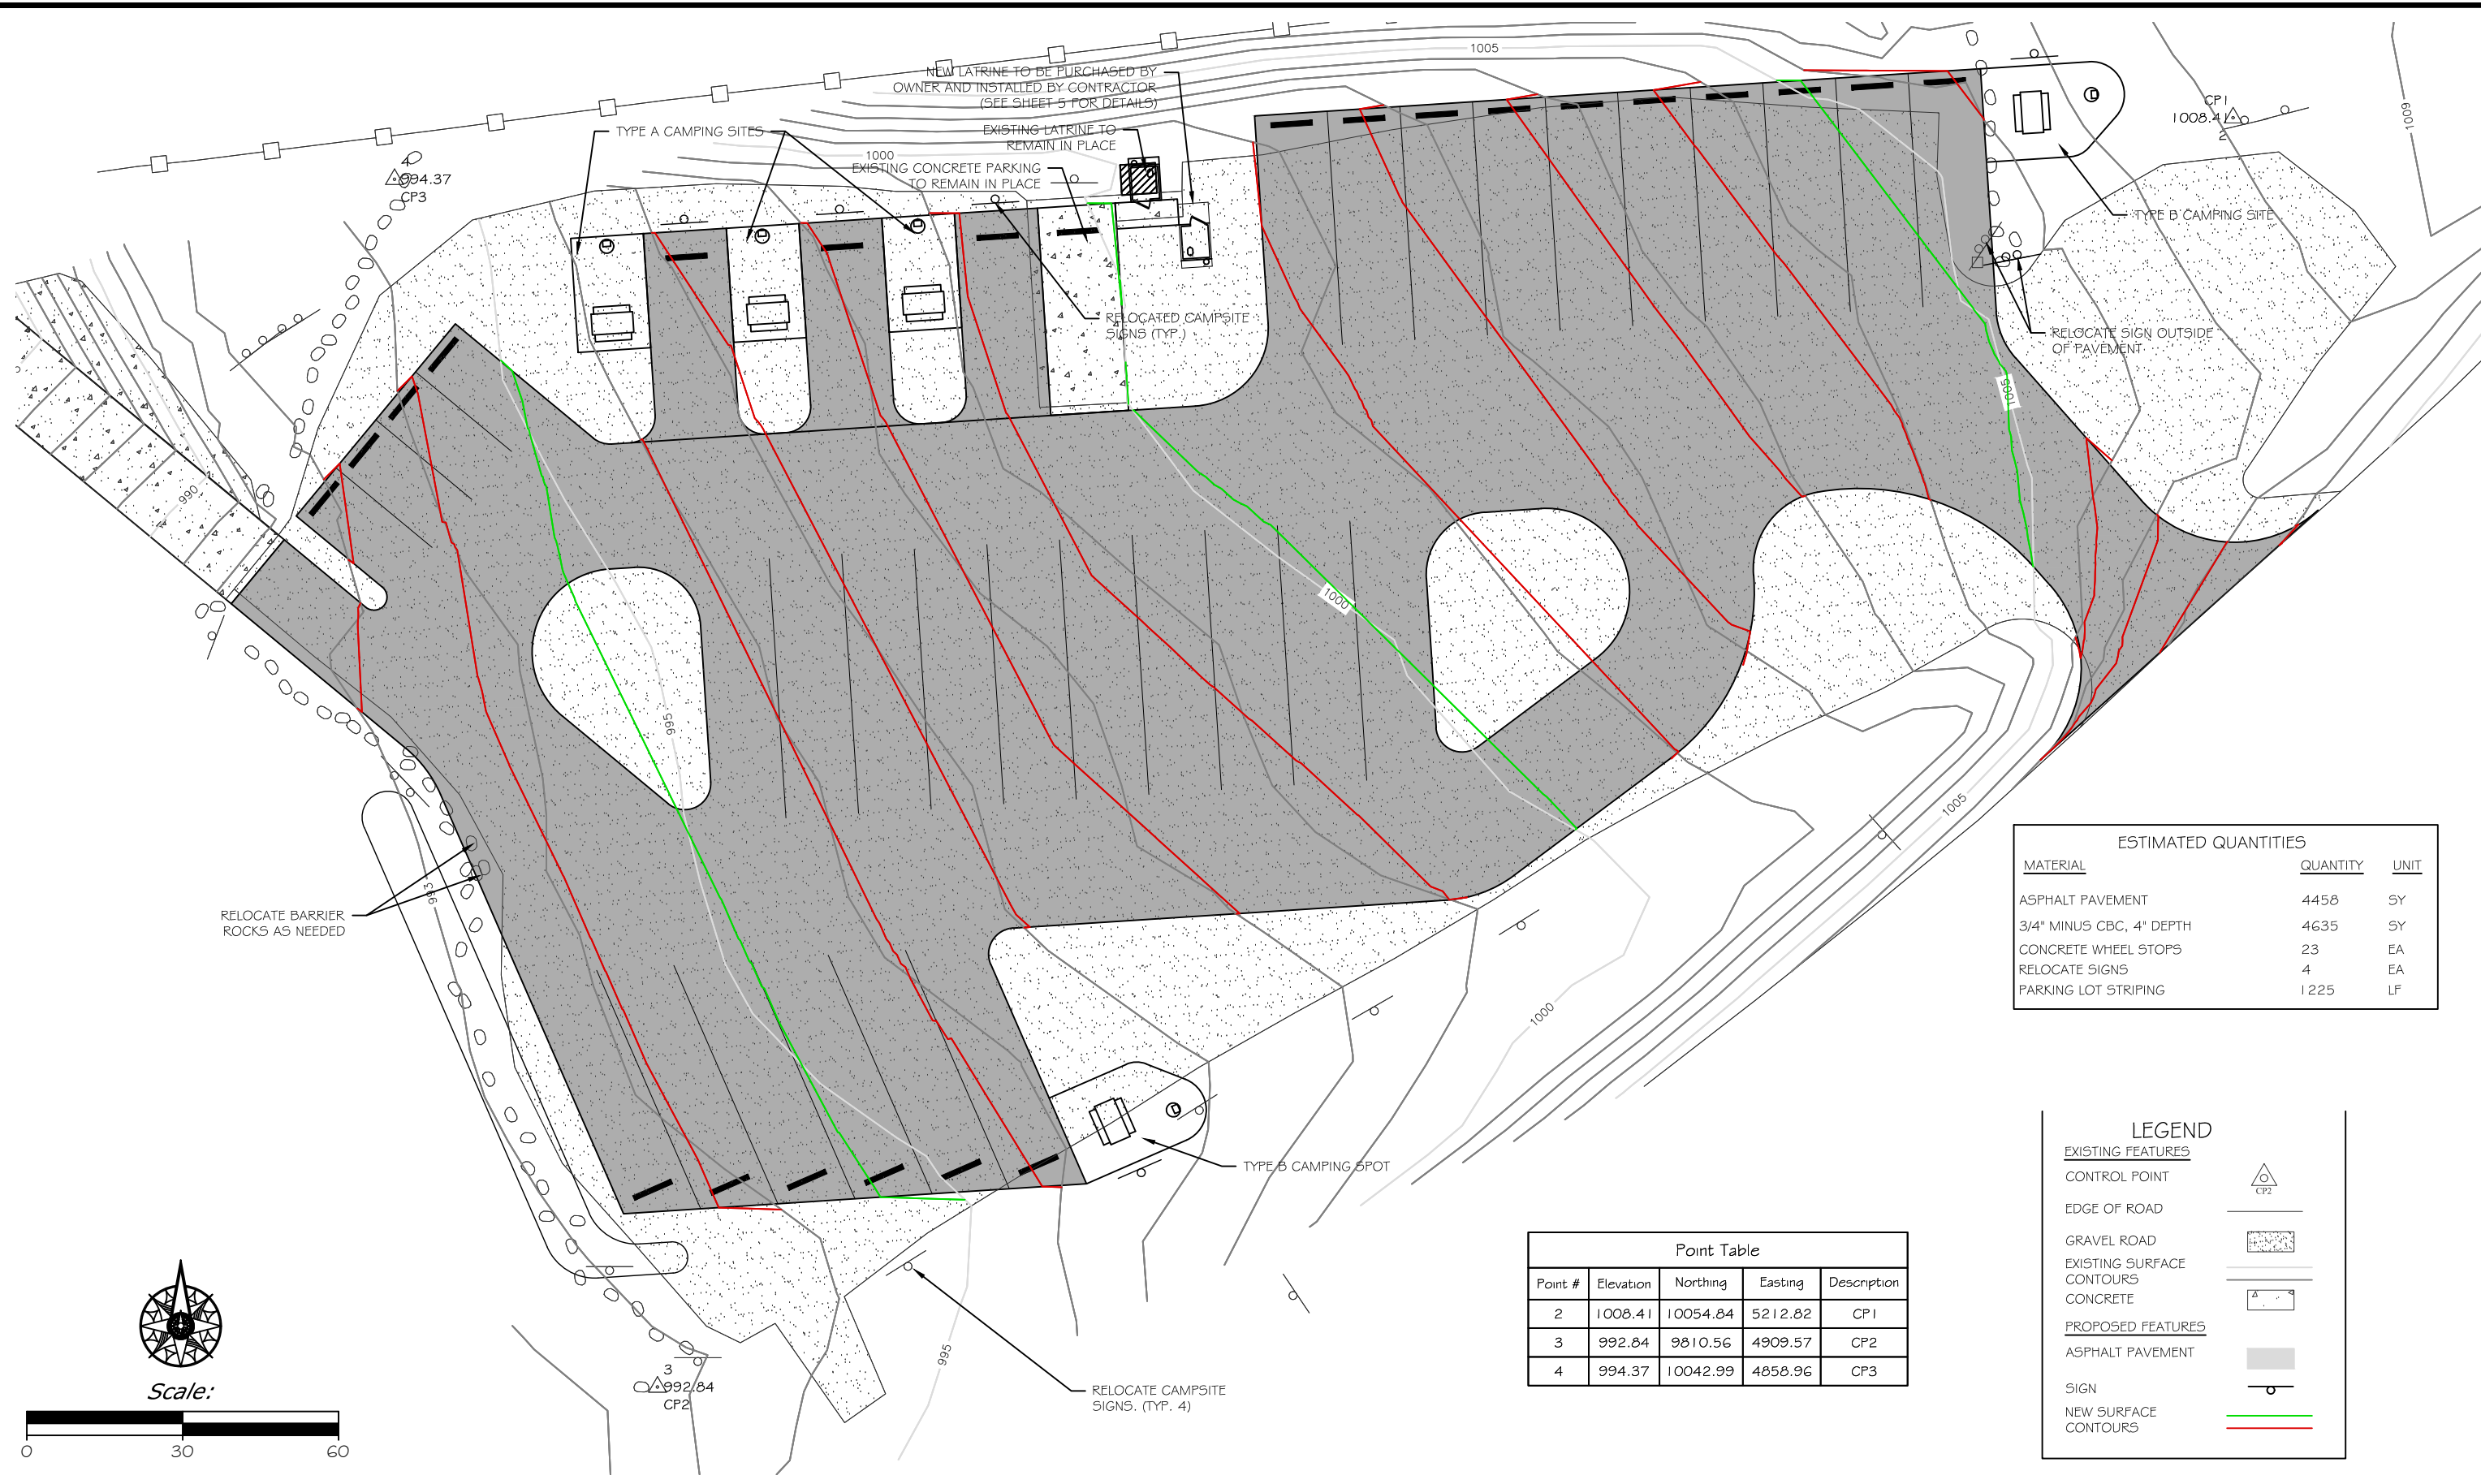 1005
NEW LATRINE TO BE PURCHASED BY
OWNER AND INSTALLED BY CONTRACTOR
(SEE SHEET 5 FOR DETAILS)
CP1
1008.41
2
1009
TYPE A CAMPING SITES
EXISTING LATRINE TO
REMAIN IN PLACE
1000
EXISTING CONCRETE PARKING
TO REMAIN IN PLACE
4
994.37
CP3
TYPE B CAMPING SITE
RELOCATED CAMPSITE
SIGNS (TYP.)
RELOCATE SIGN OUTSIDE
OF PAVEMENT
1005
990
1000
995
1005
993
RELOCATE BARRIER
ROCKS AS NEEDED
1000
ESTIMATED QUANTITIES
MATERIAL QUANTITY UNIT
ASPHALT PAVEMENT 4458 SY
3/4" MINUS CBC, 4" DEPTH 4635 SY
CONCRETE WHEEL STOPS 23 EA
RELOCATE SIGNS 4 EA
PARKING LOT STRIPING 1225 LF
TYPE B CAMPING SPOT
LEGEND
EXISTING FEATURES
CONTROL POINT
CP2
EDGE OF ROAD
GRAVEL ROAD
EXISTING SURFACE
CONTOURS
CONCRETE
PROPOSED FEATURES
ASPHALT PAVEMENT
SIGN
NEW SURFACE
CONTOURS
Point Table
Point # Elevation Northing Easting Description
2 1008.41 10054.84 5212.82 CP1
3 992.84 9810.56 4909.57 CP2
4 994.37 10042.99 4858.96 CP3
995
RELOCATE CAMPSITE
SIGNS. (TYP. 4)
3
992.84
CP2
Scale:
0 30 60